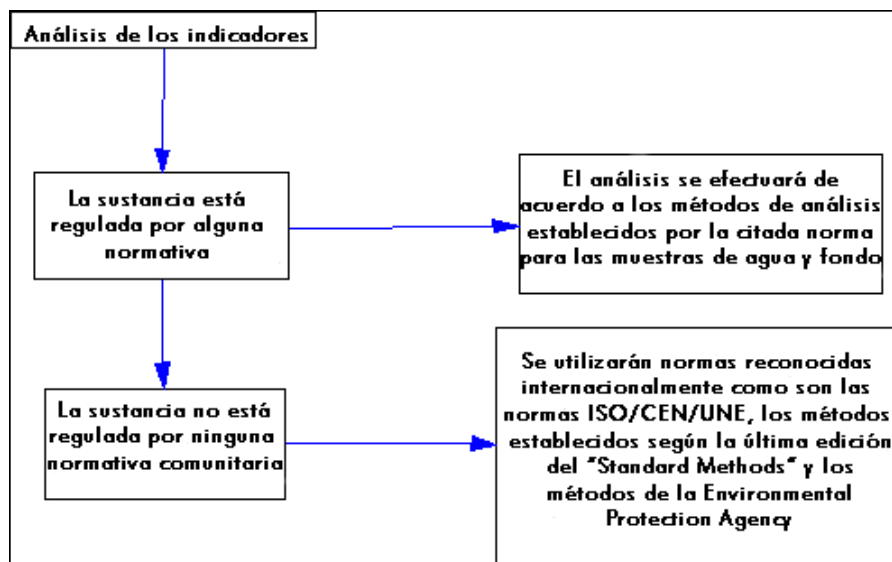 Análisis de los indicadores
La sustancia está
regulada por alguna
normativa
El análisis se efectuará de
acuerdo a los métodos de análisis
establecidos por la citada norma
para las muestras de agua y fondo
La sustancia no está
regulada por ninguna
normativa comunitaria
Se utilizarán normas reconocidas
internacionalmente como son las
normas ISO/CEN/UNE, los métodos
establecidos según la última edición
del "Standard Methods" y los
métodos de la Environmental
Protection Agency